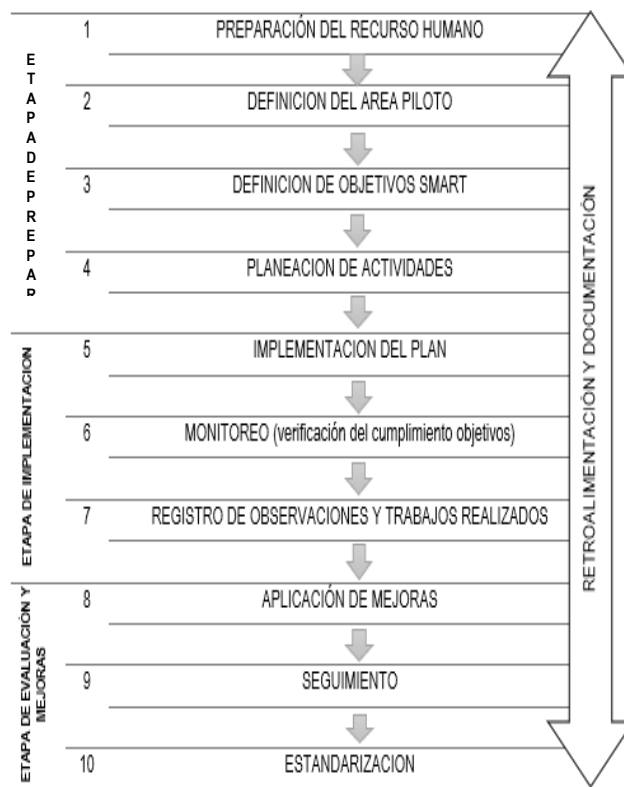 E T A P A D E P R E P A R
1 PREPARACIÓN DEL RECURSO HUMANO
2 DEFINICION DEL AREA PILOTO
3 DEFINICION DE OBJETIVOS SMART
4 PLANEACION DE ACTIVIDADES
ETAPA DE IMPLEMENTACION
5 IMPLEMENTACION DEL PLAN
6 MONITOREO (verificación del cumplimiento objetivos)
7 REGISTRO DE OBSERVACIONES Y TRABAJOS REALIZADOS
ETAPA DE EVALUACIÓN Y
MEJORAS
8 APLICACIÓN DE MEJORAS
9 SEGUIMIENTO
10 ESTANDARIZACION
RETROALIMENTACIÓN Y DOCUMENTACIÓN